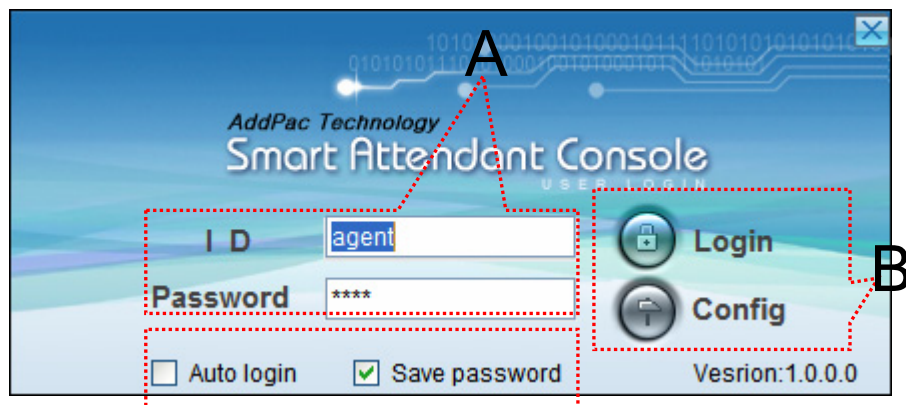 A
AddPac Technology
Smart Attendant Console
USER LOGIN
ID
agent
Login
B
Password
****
Config
Auto login
Save password
Vesrion:1.0.0.0